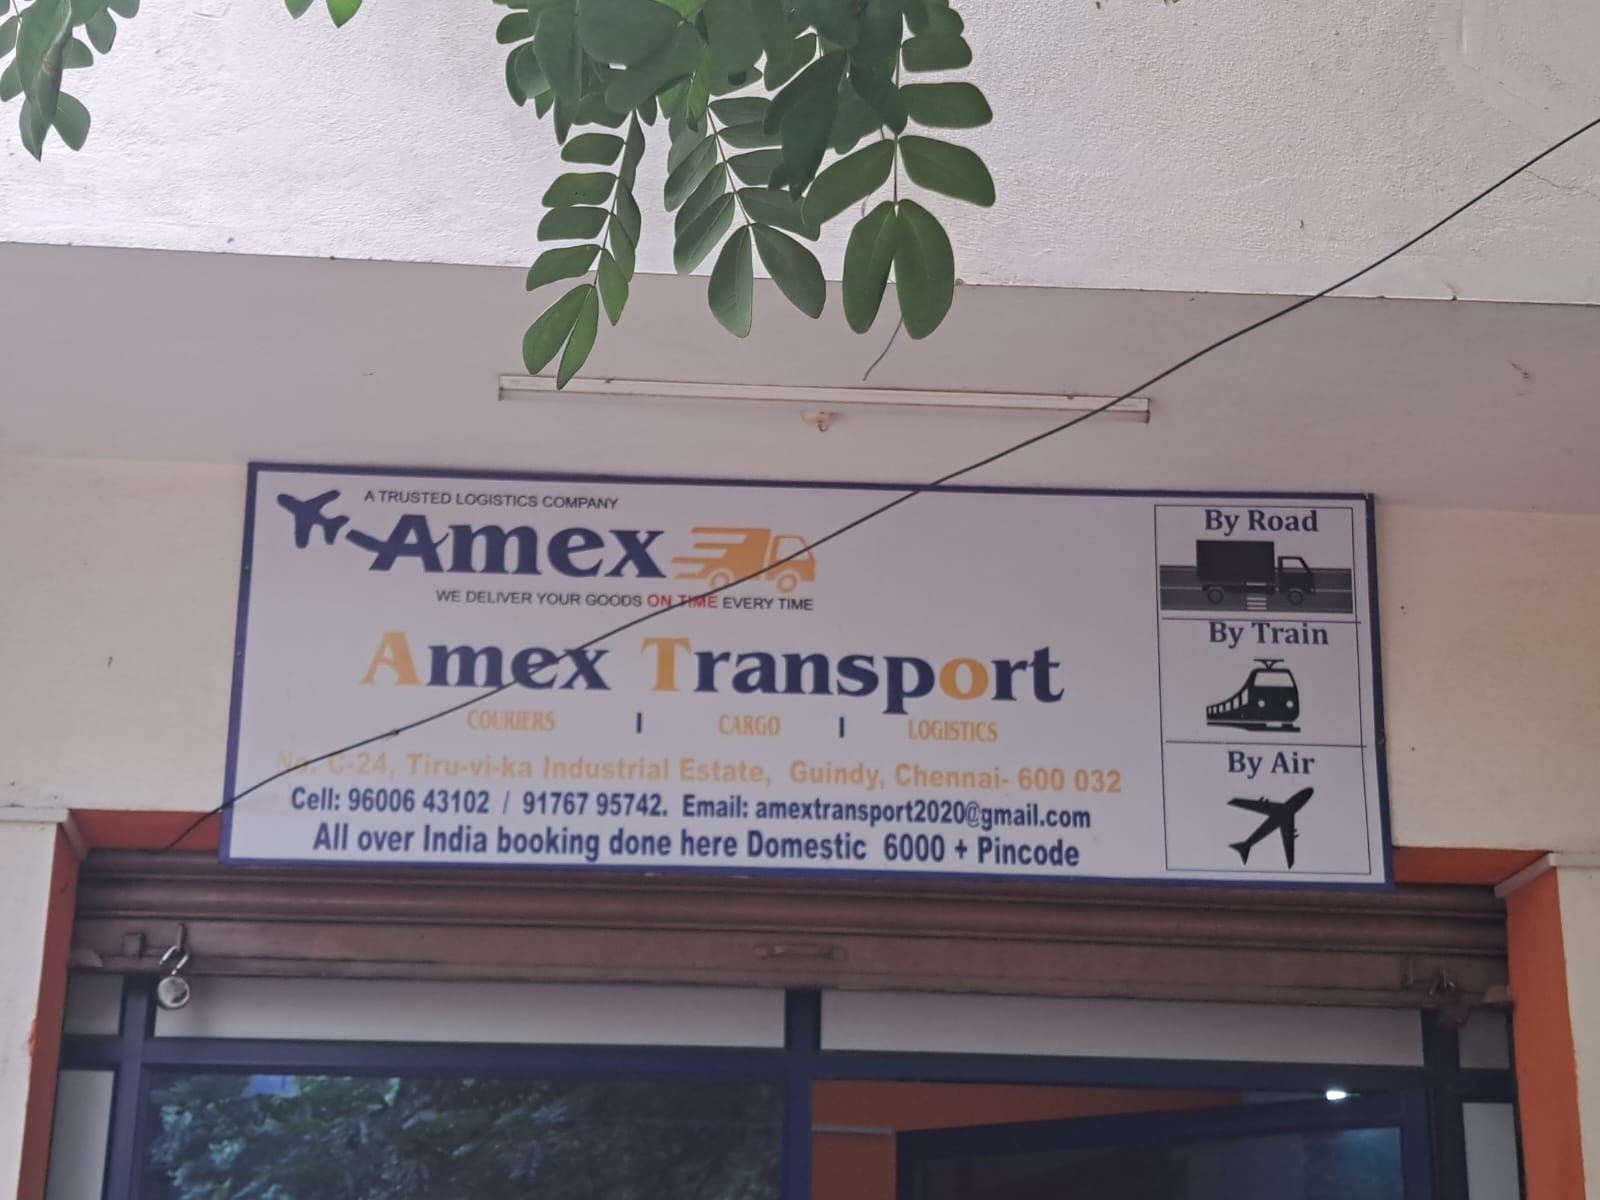 A TRUSTED LOGISTICS COMPANY
Amex
WE DELIVER YOUR GOODS ON TIME EVERY TIME
Amex Transport
COURIERS | CARGO | LOGISTICS
No. C-24, Tiru-vi-ka Industrial Estate, Guindy, Chennai- 600 032
Cell: 96006 43102 / 91767 95742. Email: amextransport2020@gmail.com
All over India booking done here Domestic 6000 + Pincode
By Road
By Train
By Air